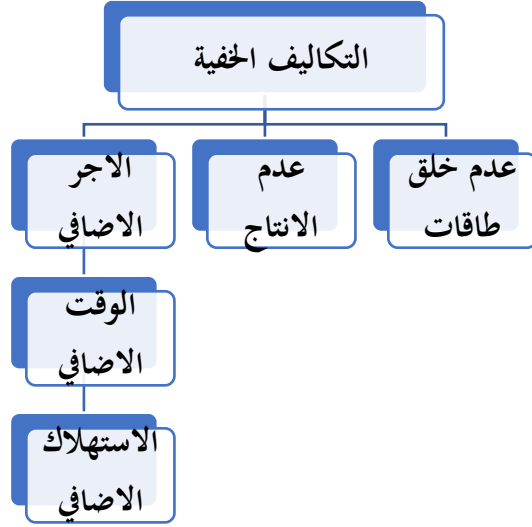 التكاليف الخفية
عدم خلق
طاقات
عدم
الانتاج
الاجر
الاضافي
الوقت
الاضافي
الاستهلاك
الاضافي